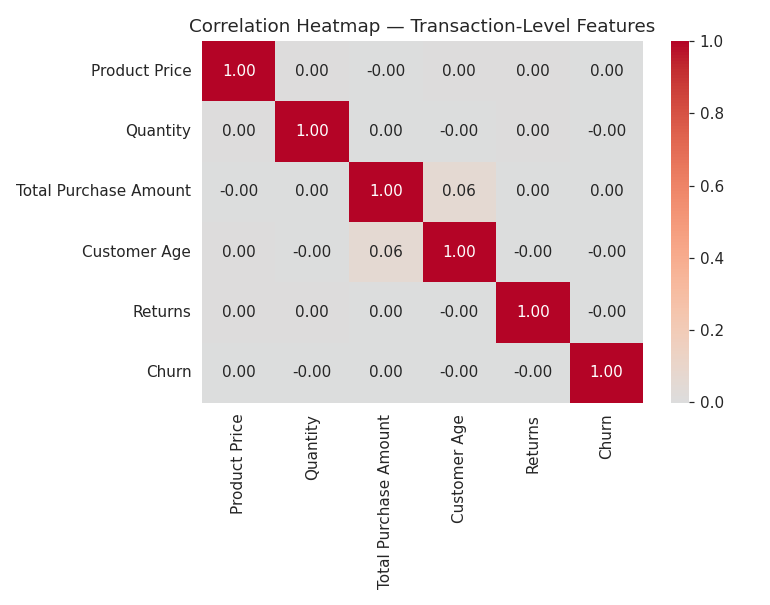 Correlation Heatmap — Transaction-Level Features
Product Price 1.00 0.00 -0.00 0.00 0.00 0.00
Quantity 0.00 1.00 0.00 -0.00 0.00 -0.00
Total Purchase Amount -0.00 0.00 1.00 0.06 0.00 0.00
Customer Age 0.00 -0.00 0.06 1.00 -0.00 -0.00
Returns 0.00 0.00 0.00 -0.00 1.00 -0.00
Churn 0.00 -0.00 0.00 -0.00 -0.00 1.00
Product Price
Quantity
Total Purchase Amount
Customer Age
Returns
Churn
1.0
0.8
0.6
0.4
0.2
0.0